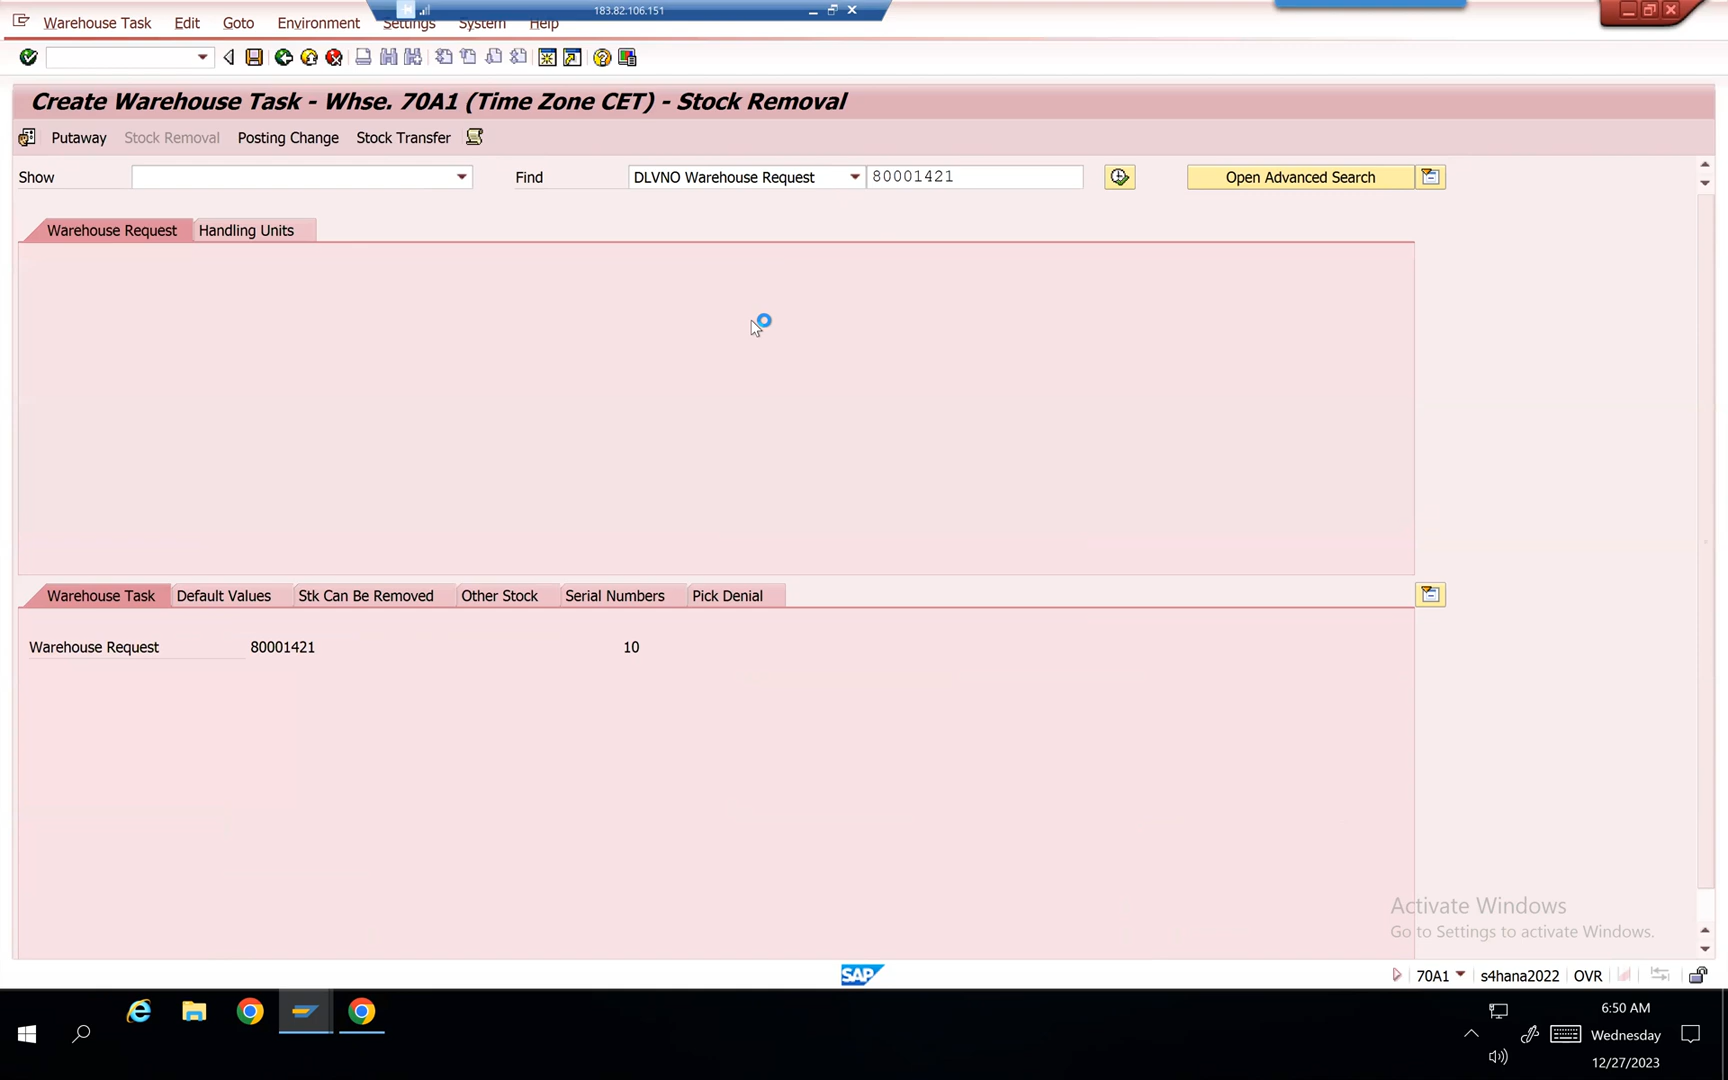 183.82.106.151
Warehouse Task Edit Goto Environment Settings System Help
Create Warehouse Task - Whse. 70A1 (Time Zone CET) - Stock Removal
Putaway Stock Removal Posting Change Stock Transfer
Show Find DLVNO Warehouse Request 80001421 Open Advanced Search
Warehouse Request Handling Units
Warehouse Task Default Values Stk Can Be Removed Other Stock Serial Numbers Pick Denial
Warehouse Request 80001421 10
Activate Windows
Go to Settings to activate Windows.
SAP 70A1 s4hana2022 OVR
6:50 AM
Wednesday
12/27/2023